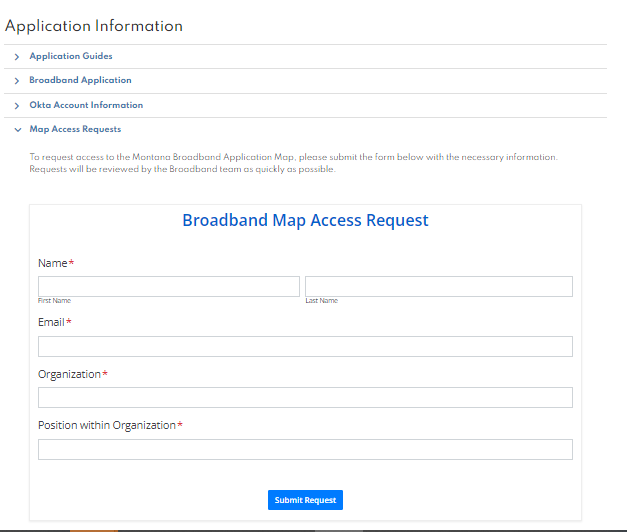 Application Information
Application Guides
Broadband Application
Okta Account Information
Map Access Requests
To request access to the Montana Broadband Application Map, please submit the form below with the necessary information.
Requests will be reviewed by the Broadband team as quickly as possible.
Broadband Map Access Request
Name*
First Name Last Name
Email*
Organization*
Position within Organization*
Submit Request